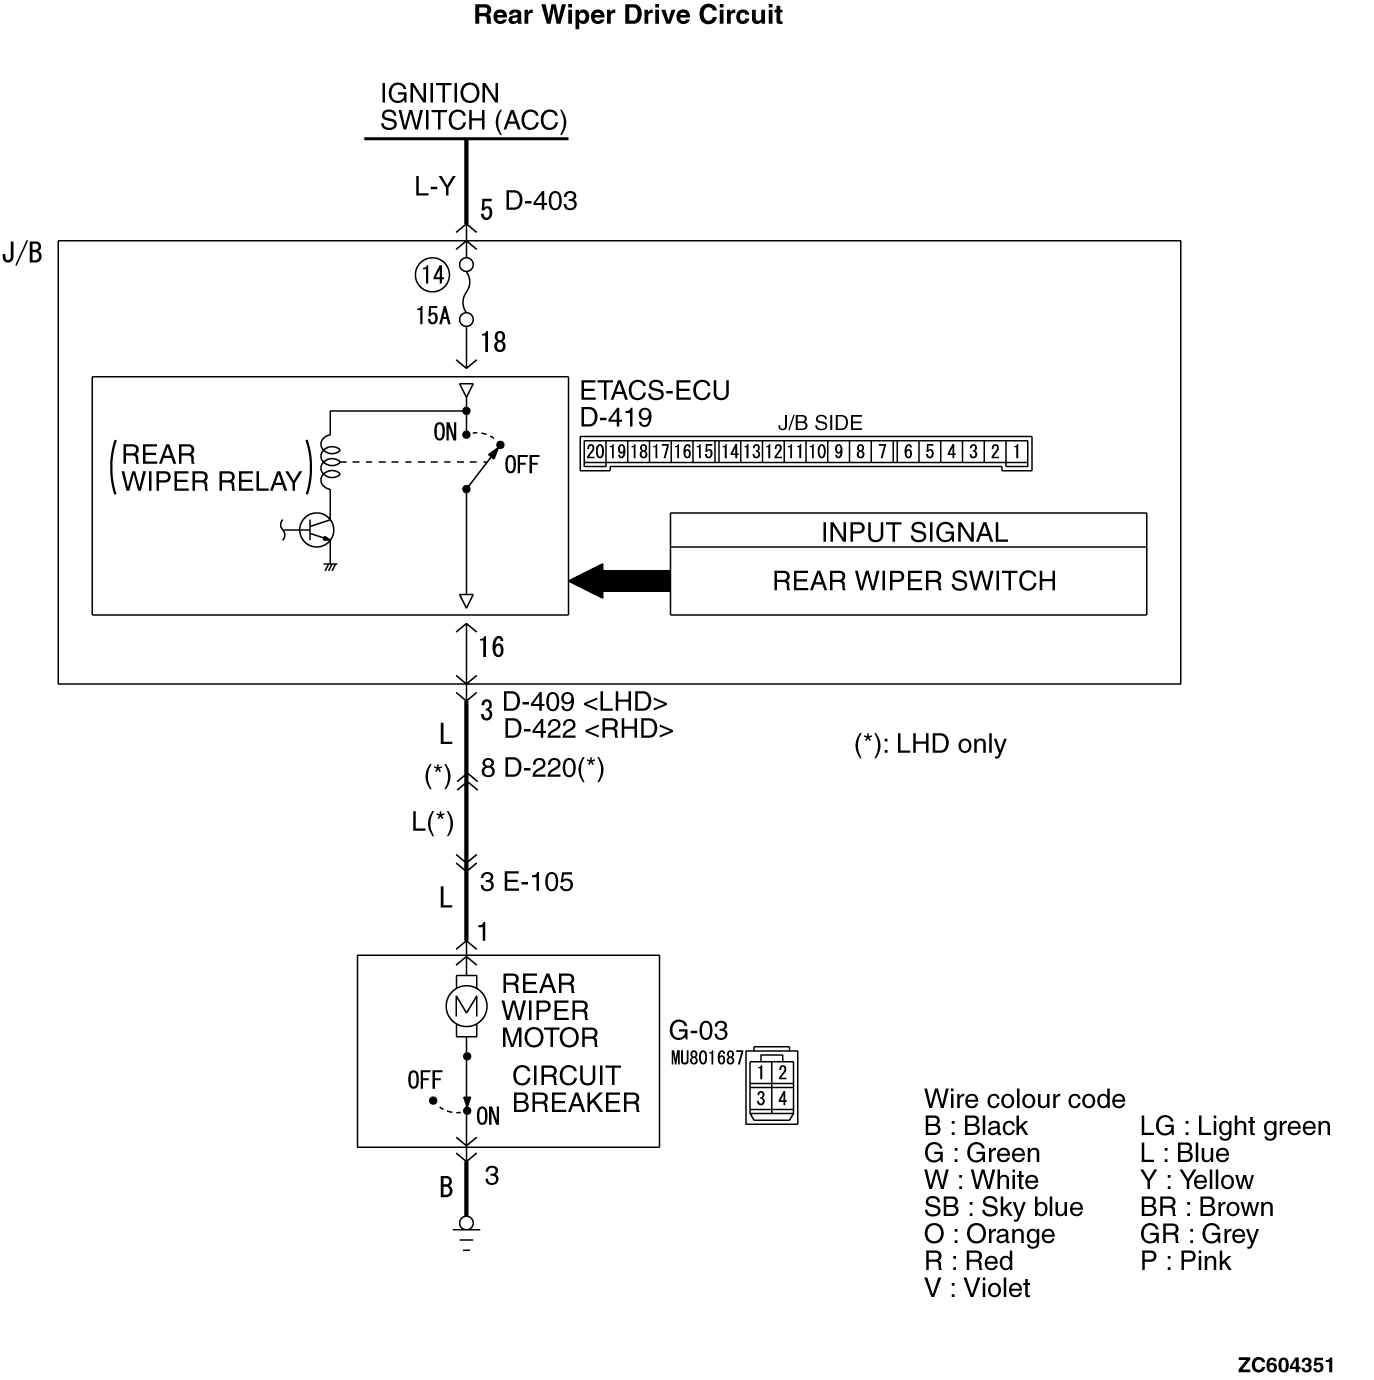 Rear Wiper Drive Circuit
IGNITION
SWITCH (ACC)
L-Y
5 D-403
J/B
14
15A
18
ETACS-ECU
D-419
J/B SIDE
20 19 18 17 16 15 14 13 12 11 10 9 8 7 6 5 4 3 2 1
ON
OFF
(REAR
WIPER RELAY)
INPUT SIGNAL
REAR WIPER SWITCH
16
3 D-409 <LHD>
D-422 <RHD>
L
(*): LHD only
(*) 8 D-220(*)
L(*)
3 E-105
L
1
REAR
WIPER
MOTOR
M
G-03
MU801687
1 2
3 4
OFF
ON
CIRCUIT
BREAKER
3
B
Wire colour code
B : Black LG : Light green
G : Green L : Blue
W : White Y : Yellow
SB : Sky blue BR : Brown
O : Orange GR : Grey
R : Red P : Pink
V : Violet
ZC604351